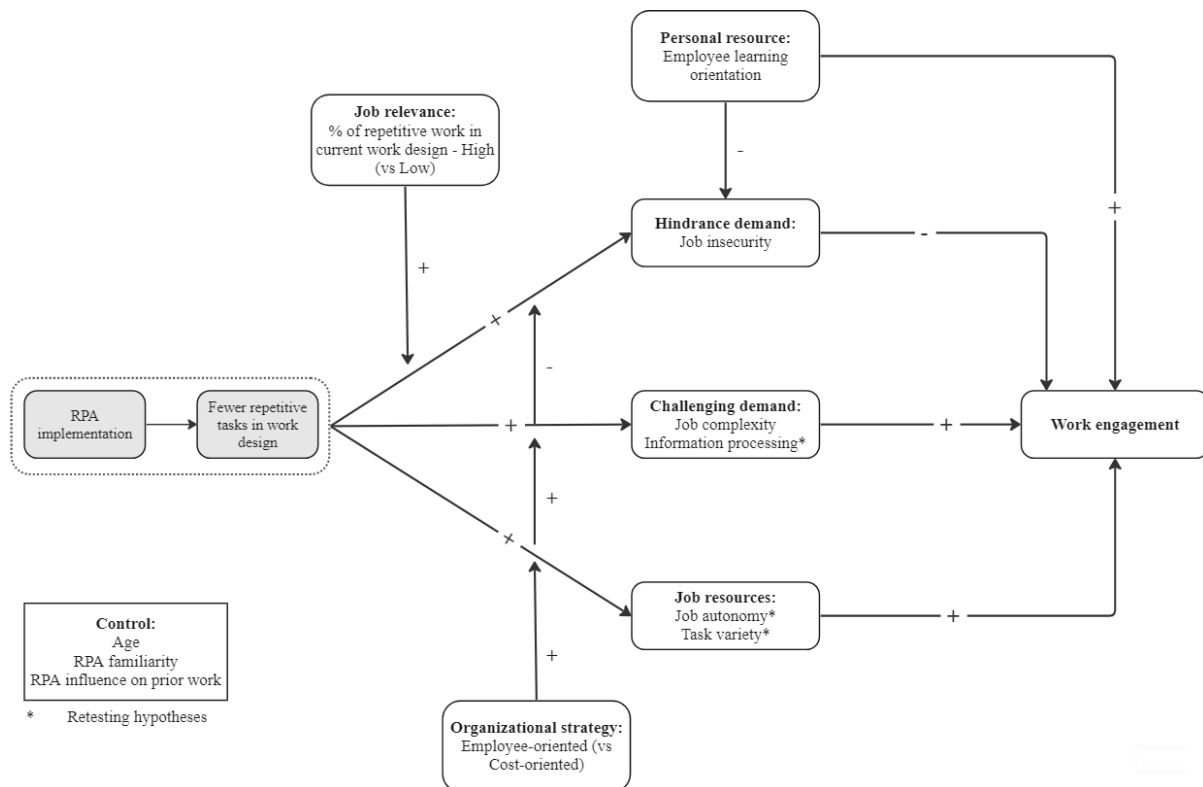 Personal resource:
Employee learning
orientation
Job relevance:
% of repetitive work in
current work design - High
(vs Low)
-
+
+
Hindrance demand:
Job insecurity
-
+
-
RPA
implementation
Fewer repetitive
tasks in work
design
+
Challenging demand:
Job complexity
Information processing*
+
Work engagement
+
+
Job resources:
Job autonomy*
Task variety*
+
+
Control:
Age
RPA familiarity
RPA influence on prior work
* Retesting hypotheses
Organizational strategy:
Employee-oriented (vs
Cost-oriented)